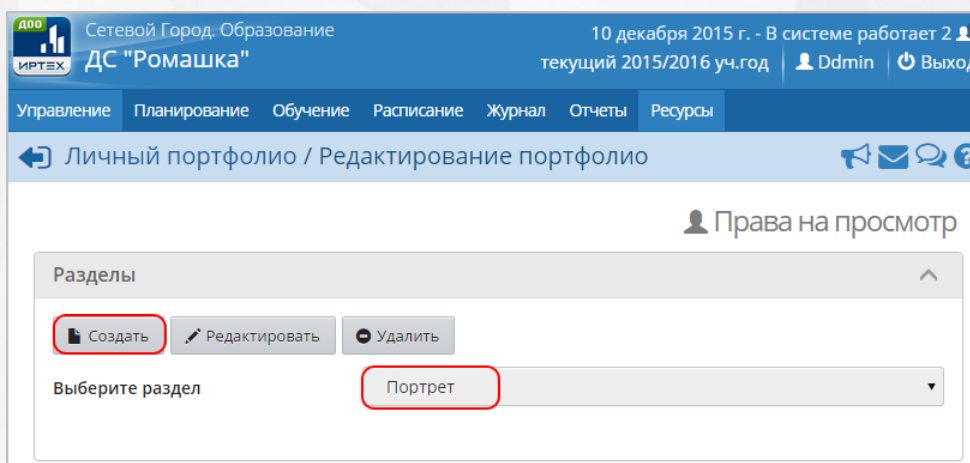 ДОО
ИРТЕХ
Сетевой Город. Образование
ДС "Ромашка"
10 декабря 2015 г. - В системе работает 2
текущий 2015/2016 уч.год Ddmin Выход
Управление Планирование Обучение Расписание Журнал Отчеты Ресурсы
Личный портфолио / Редактирование портфолио
Права на просмотр
Разделы
Создать Редактировать Удалить
Выберите раздел Портрет